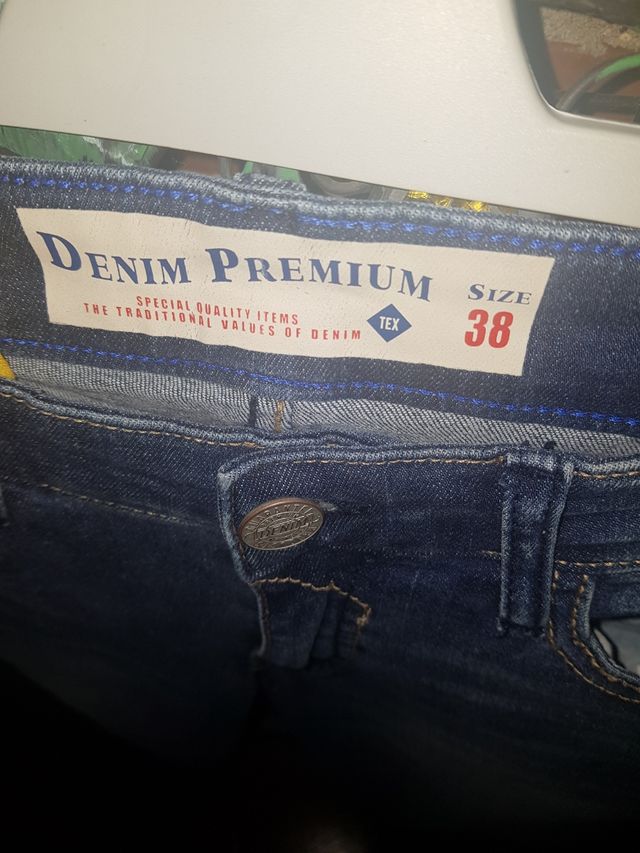 DENIM PREMIUM
SPECIAL QUALITY ITEMS
THE TRADITIONAL VALUES OF DENIM
TEX
SIZE
38